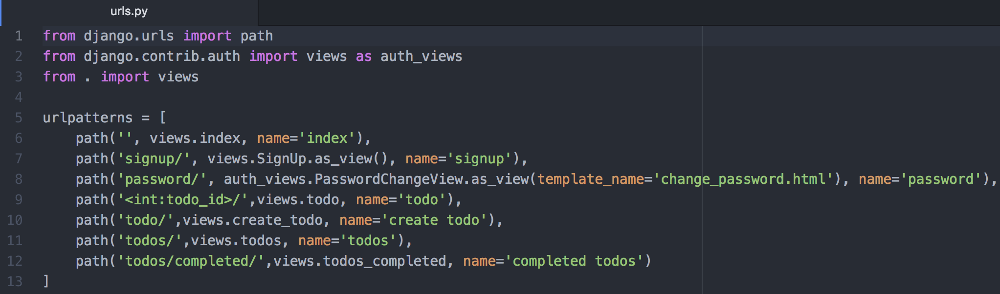 urls.py
1 from django.urls import path
2 from django.contrib.auth import views as auth_views
3 from . import views
4
5 urlpatterns = [
6     path('', views.index, name='index'),
7     path('signup/', views.SignUp.as_view(), name='signup'),
8     path('password/', auth_views.PasswordChangeView.as_view(template_name='change_password.html'), name='password'),
9     path('<int:todo_id>/',views.todo, name='todo'),
10     path('todo/',views.create_todo, name='create todo'),
11     path('todos/',views.todos, name='todos'),
12     path('todos/completed/',views.todos_completed, name='completed todos')
13 ]